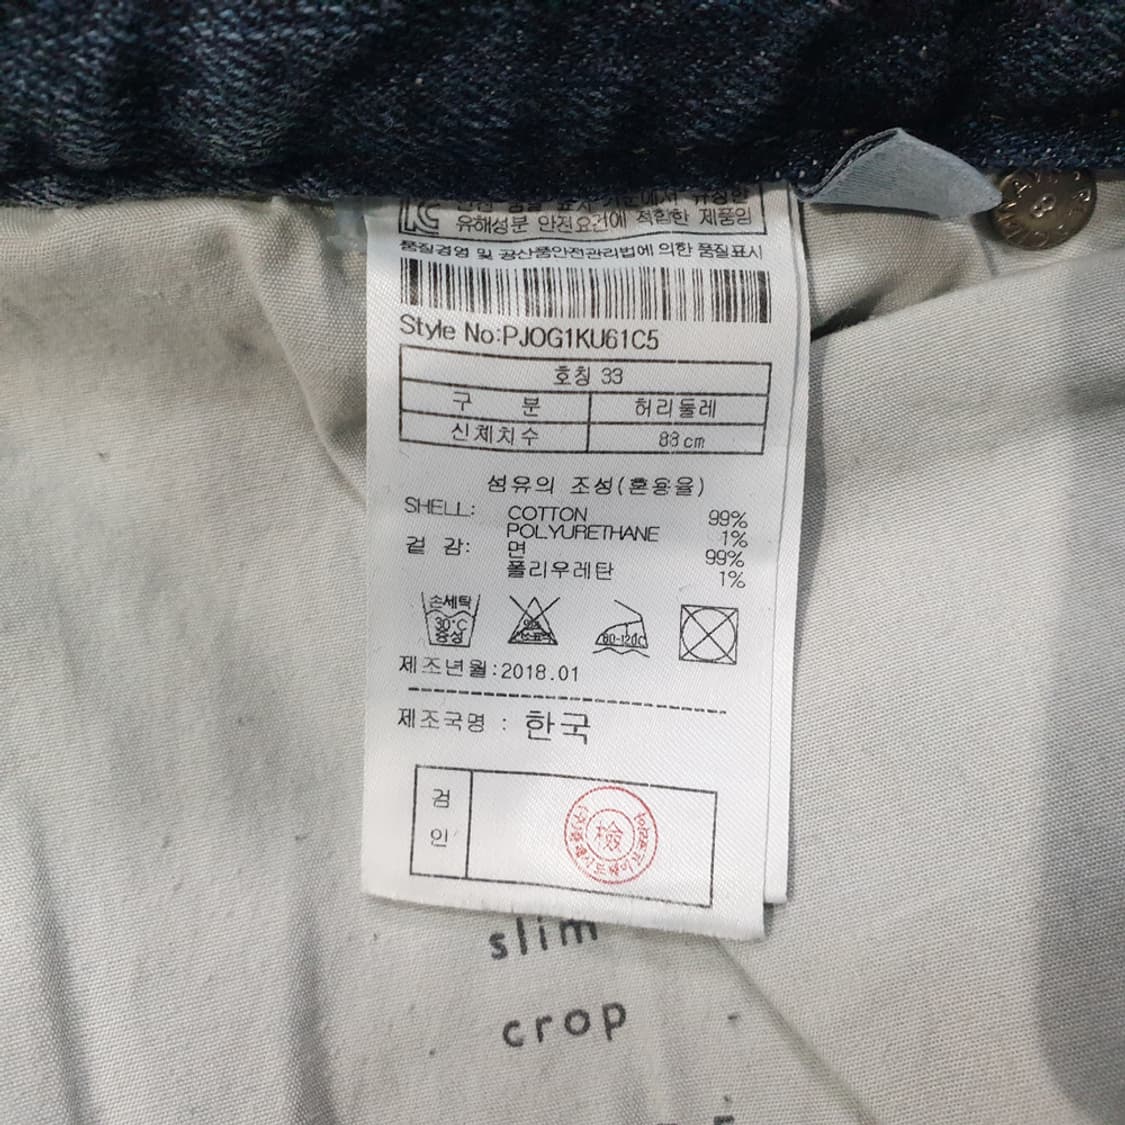 유해성분 안전요건에 적합한 제품임
품질경영 및 공산품안전관리법에 의한 품질표시
Style No:PJOG1KU61C5
호칭 33
구 분 허리둘레
신체치수 83cm
섬유의 조성(혼용율)
SHELL: COTTON 99%
POLYURETHANE 1%
겉 감: 면 99%
폴리우레탄 1%
손세탁
30°C
중성
80-120C
제조년월:2018.01
제조국명 : 한국
검
인
檢
slim
crop